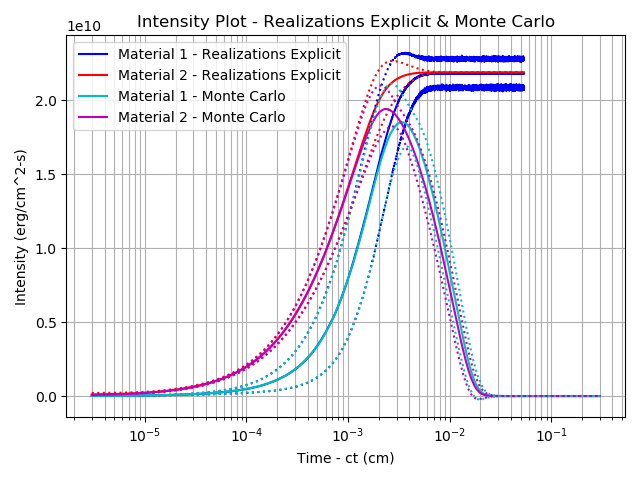 Intensity Plot - Realizations Explicit & Monte Carlo
1e10
Material 1 - Realizations Explicit
Material 2 - Realizations Explicit
Material 1 - Monte Carlo
Material 2 - Monte Carlo
2.0
1.5
1.0
0.5
0.0
Intensity (erg/cm^2-s)
10⁻⁵ 10⁻⁴ 10⁻³ 10⁻² 10⁻¹
Time - ct (cm)